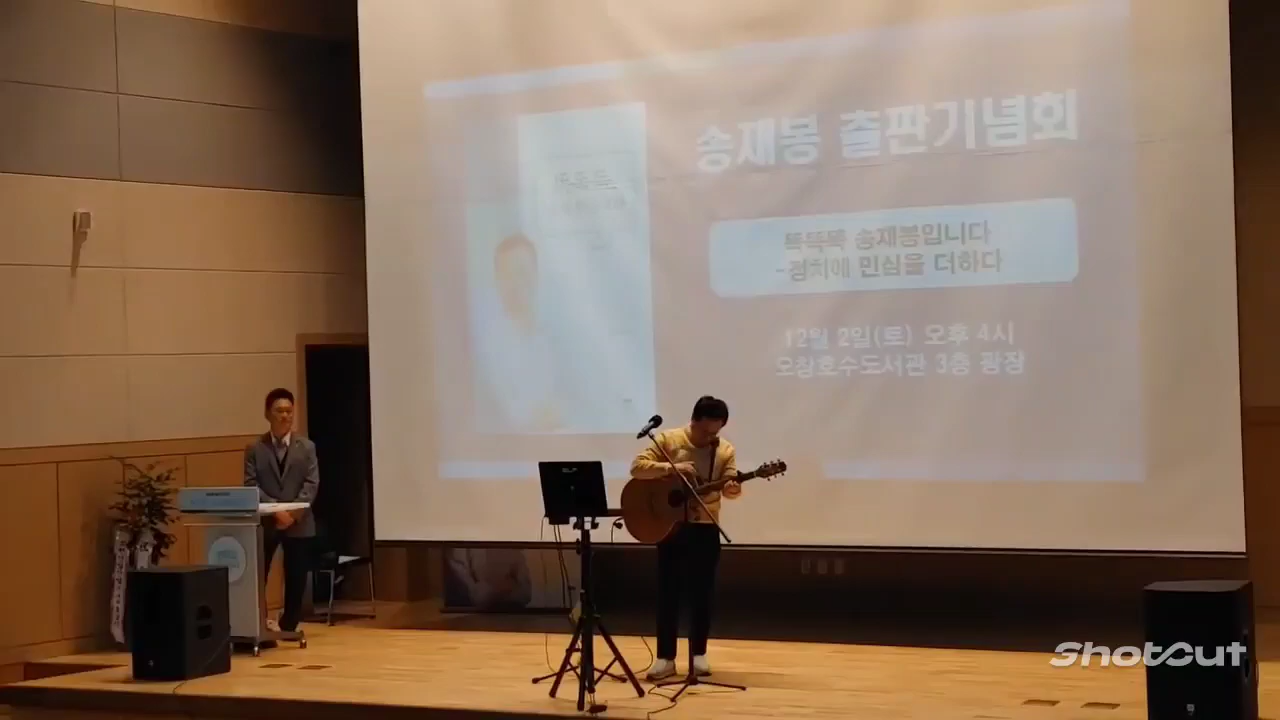 송재봉 출판기념회
똑똑똑 송재봉입니다
-정치에 민심을 더하다
12월 2일(토) 오후 4시
오창호수도서관 3층 광장
ShotCut